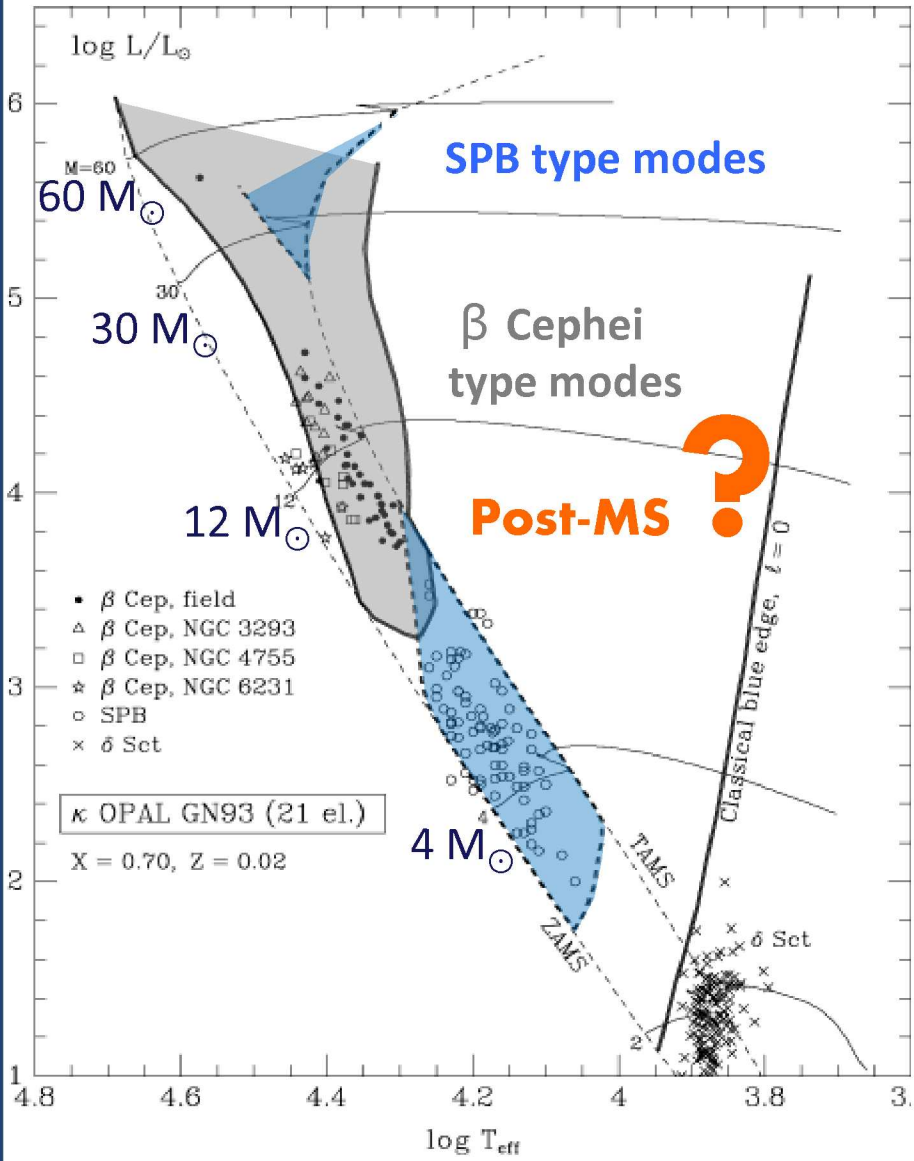 log L/L☉
6
M=60
60 M☉
SPB type modes
30
5
30 M☉
β Cephei
type modes
4
12
12 M☉
Post-MS ?
• β Cep, field
△ β Cep, NGC 3293
□ β Cep, NGC 4755
☆ β Cep, NGC 6231
○ SPB
× δ Sct
3
κ OPAL GN93 (21 el.)
X = 0.70, Z = 0.02
4
4 M☉
Classical blue edge, ℓ=0
2
TAMS
ZAMS
δ Sct
2
1
4.8 4.6 4.4 4.2 4 3.8 3.
log Teff